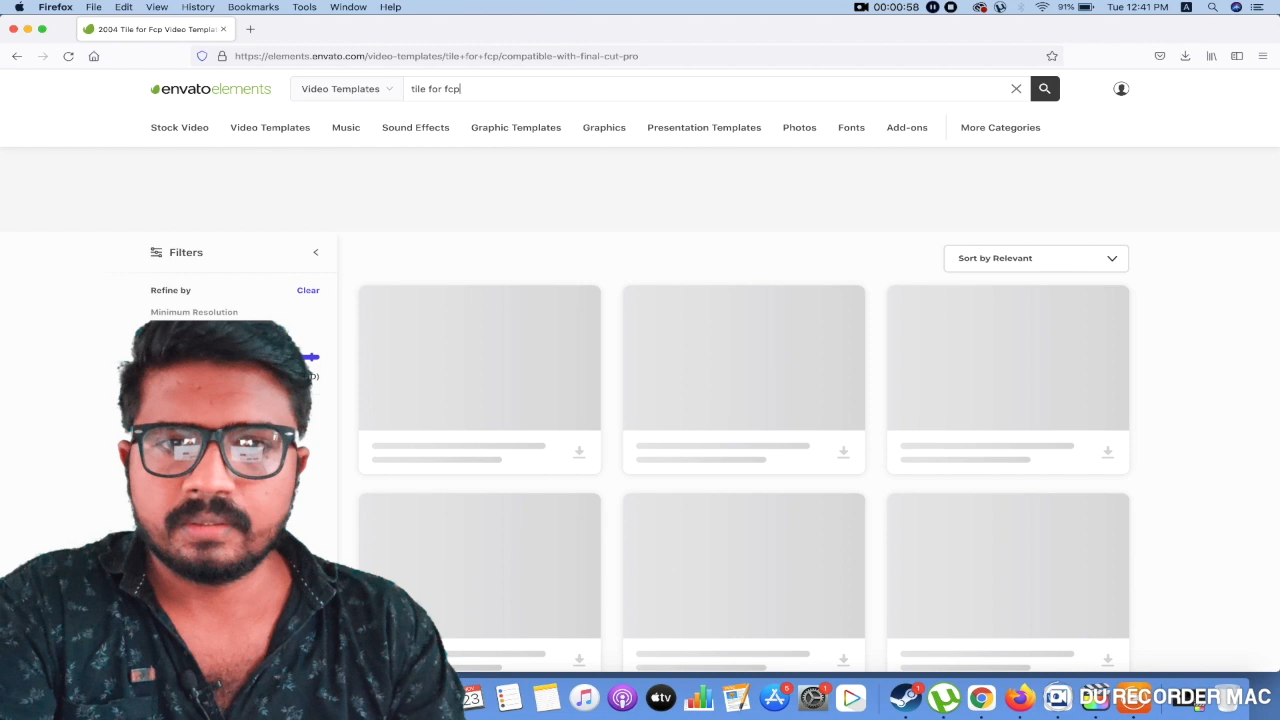 Firefox File Edit View History Bookmarks Tools Window Help
00:00:58
91%
A
Tue 12:41 PM
2004 Tile for Fcp Video Templat
https://elements.envato.com/video-templates/tile+for+fcp/compatible-with-final-cut-pro
envatoelements
Video Templates
tile for fcp
Stock Video
Video Templates
Music
Sound Effects
Graphic Templates
Graphics
Presentation Templates
Photos
Fonts
Add-ons
More Categories
Filters
Sort by Relevant
Refine by
Clear
Minimum Resolution
tv
DU RECORDER MAC